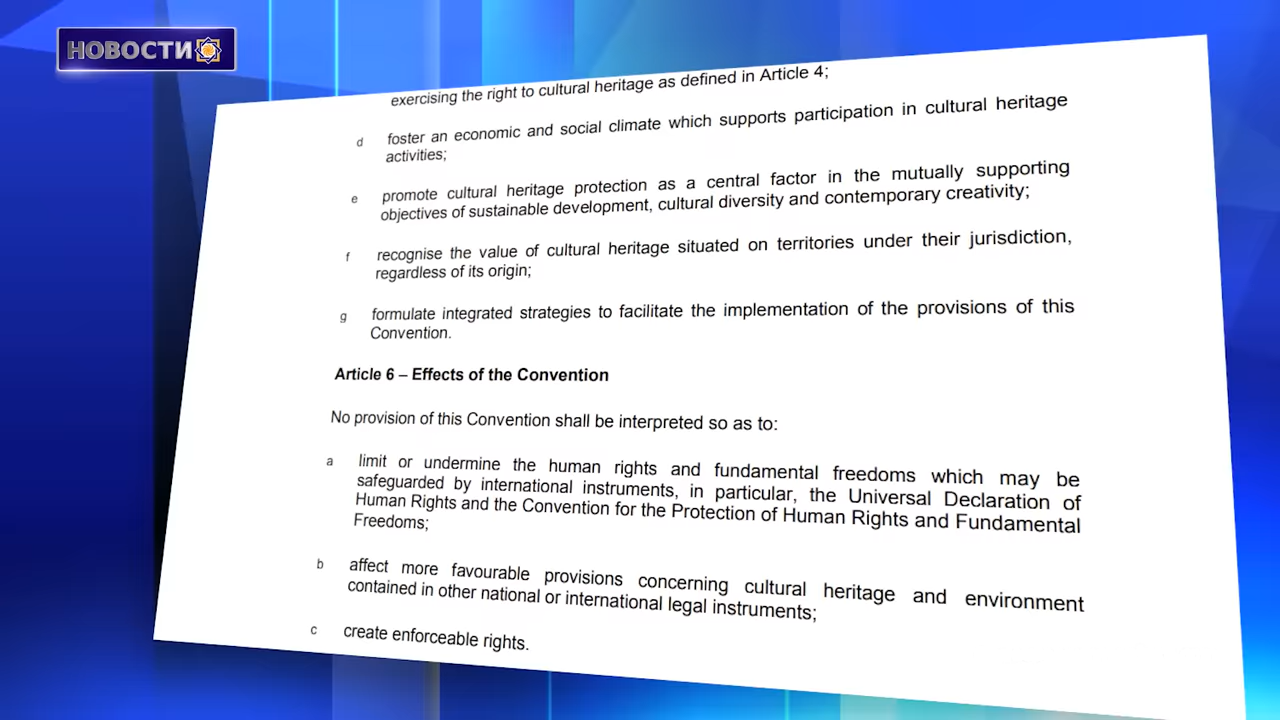 НОВОСТИ
exercising the right to cultural heritage as defined in Article 4;
d foster an economic and social climate which supports participation in cultural heritage
activities;
e promote cultural heritage protection as a central factor in the mutually supporting
objectives of sustainable development, cultural diversity and contemporary creativity;
f recognise the value of cultural heritage situated on territories under their jurisdiction,
regardless of its origin;
g formulate integrated strategies to facilitate the implementation of the provisions of this
Convention.
Article 6 – Effects of the Convention
No provision of this Convention shall be interpreted so as to:
a limit or undermine the human rights and fundamental freedoms which may be
safeguarded by international instruments, in particular, the Universal Declaration of
Human Rights and the Convention for the Protection of Human Rights and Fundamental
Freedoms;
b affect more favourable provisions concerning cultural heritage and environment
contained in other national or international legal instruments;
c create enforceable rights.